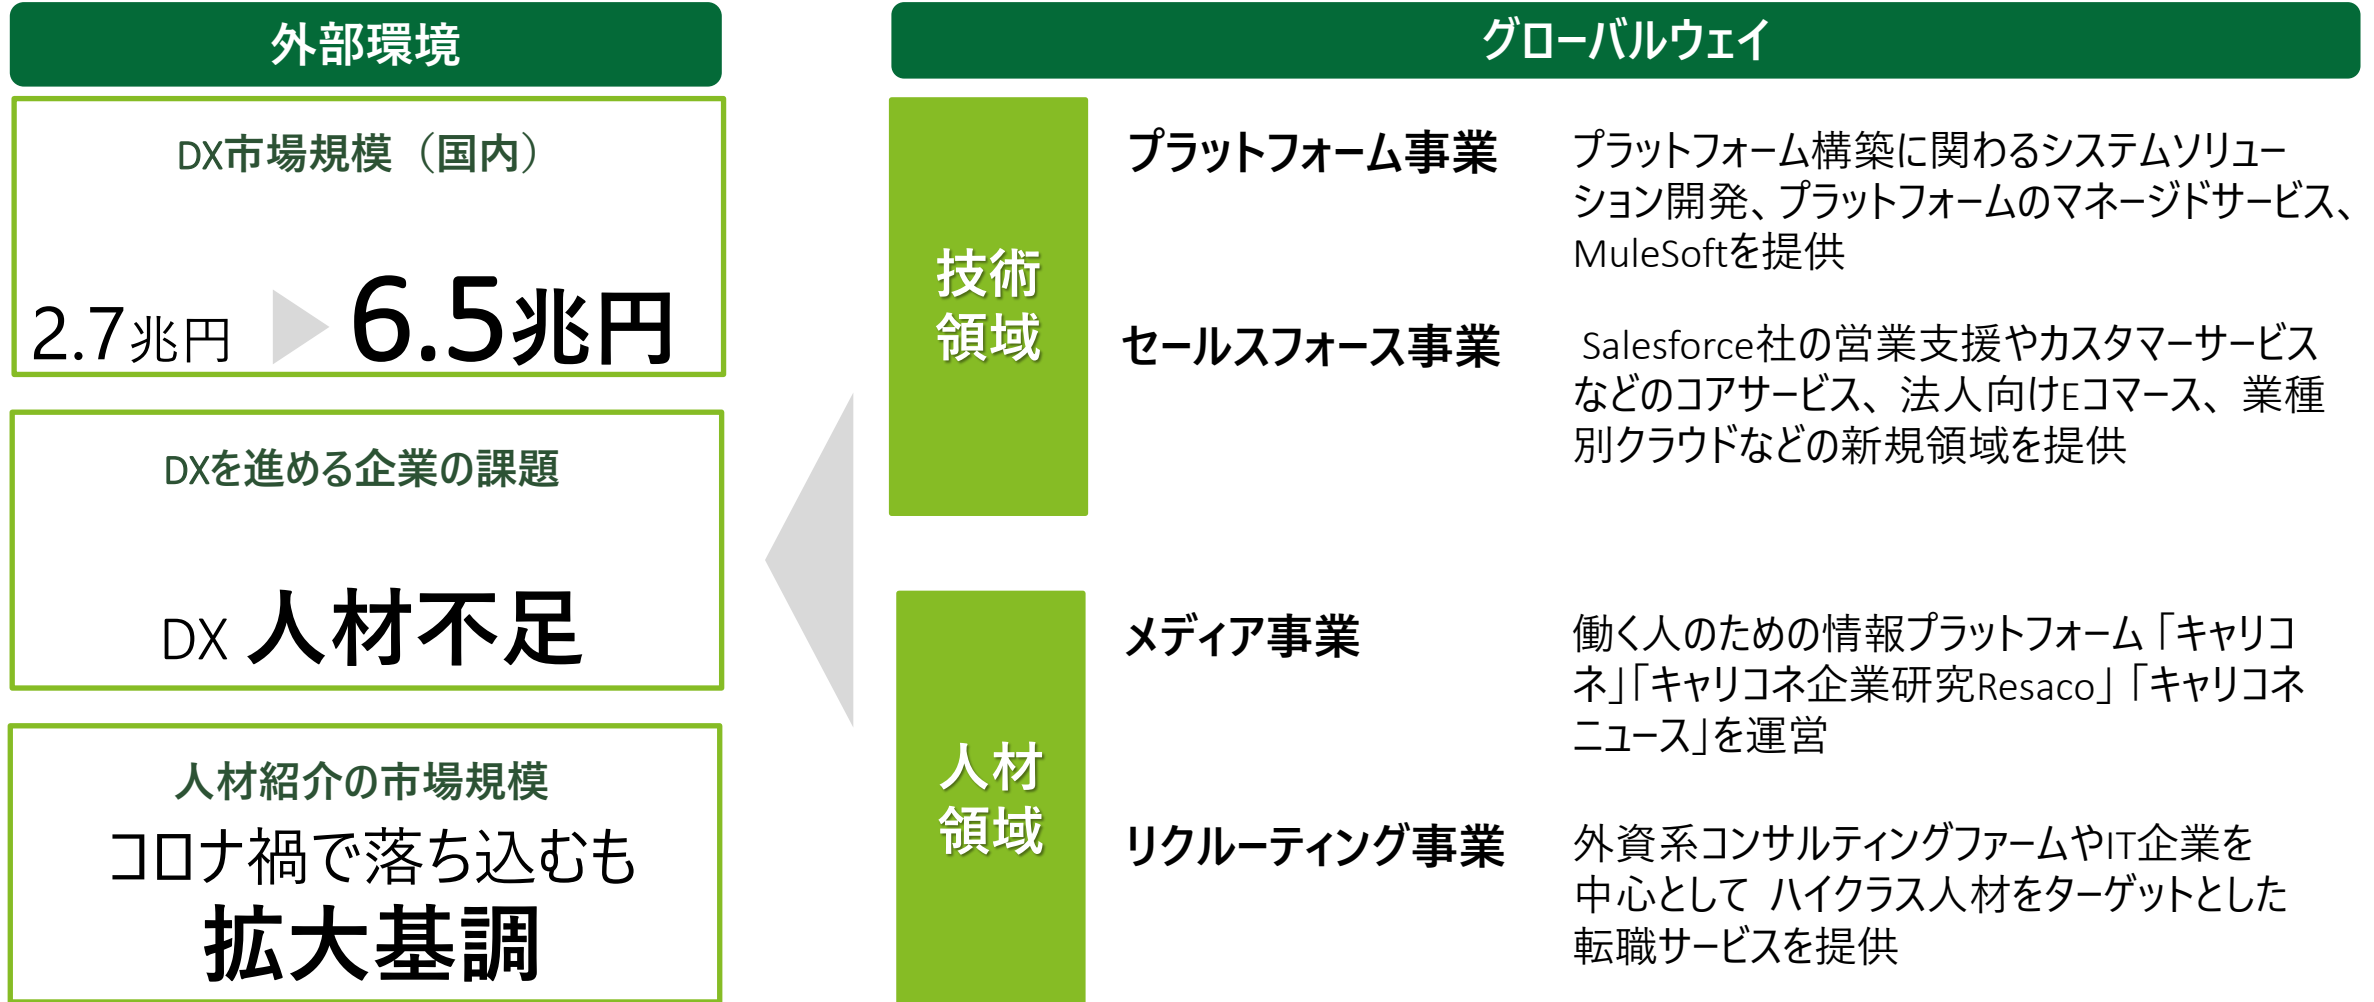 外部環境
DX市場規模（国内）
2.7兆円 6.5兆円
DXを進める企業の課題
DX 人材不足
人材紹介の市場規模
コロナ禍で落ち込むも
拡大基調
グローバルウェイ
技術
領域
プラットフォーム事業
プラットフォーム構築に関わるシステムソリュー
ション開発、プラットフォームのマネージドサービス、
MuleSoftを提供
セールスフォース事業
Salesforce社の営業支援やカスタマーサービス
などのコアサービス、法人向けEコマース、業種
別クラウドなどの新規領域を提供
人材
領域
メディア事業
働く人のための情報プラットフォーム「キャリコ
ネ」「キャリコネ企業研究Resaco」「キャリコネ
ニュース」を運営
リクルーティング事業
外資系コンサルティングファームやIT企業を
中心として ハイクラス人材をターゲットとした
転職サービスを提供